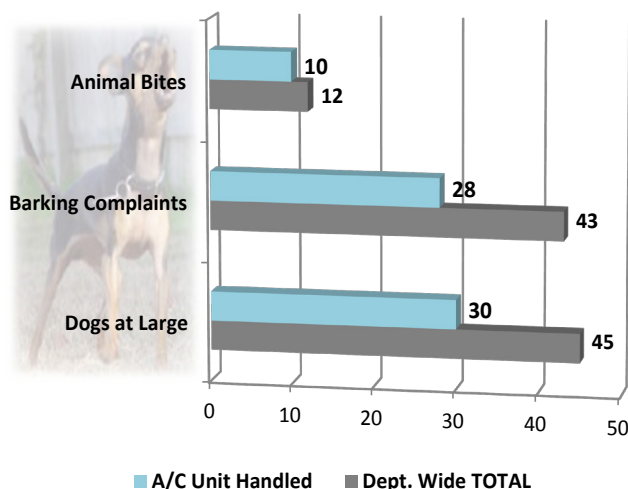 Animal Bites
10
12
Barking Complaints
28
43
Dogs at Large
30
45
0 10 20 30 40 50
A/C Unit Handled Dept. Wide TOTAL